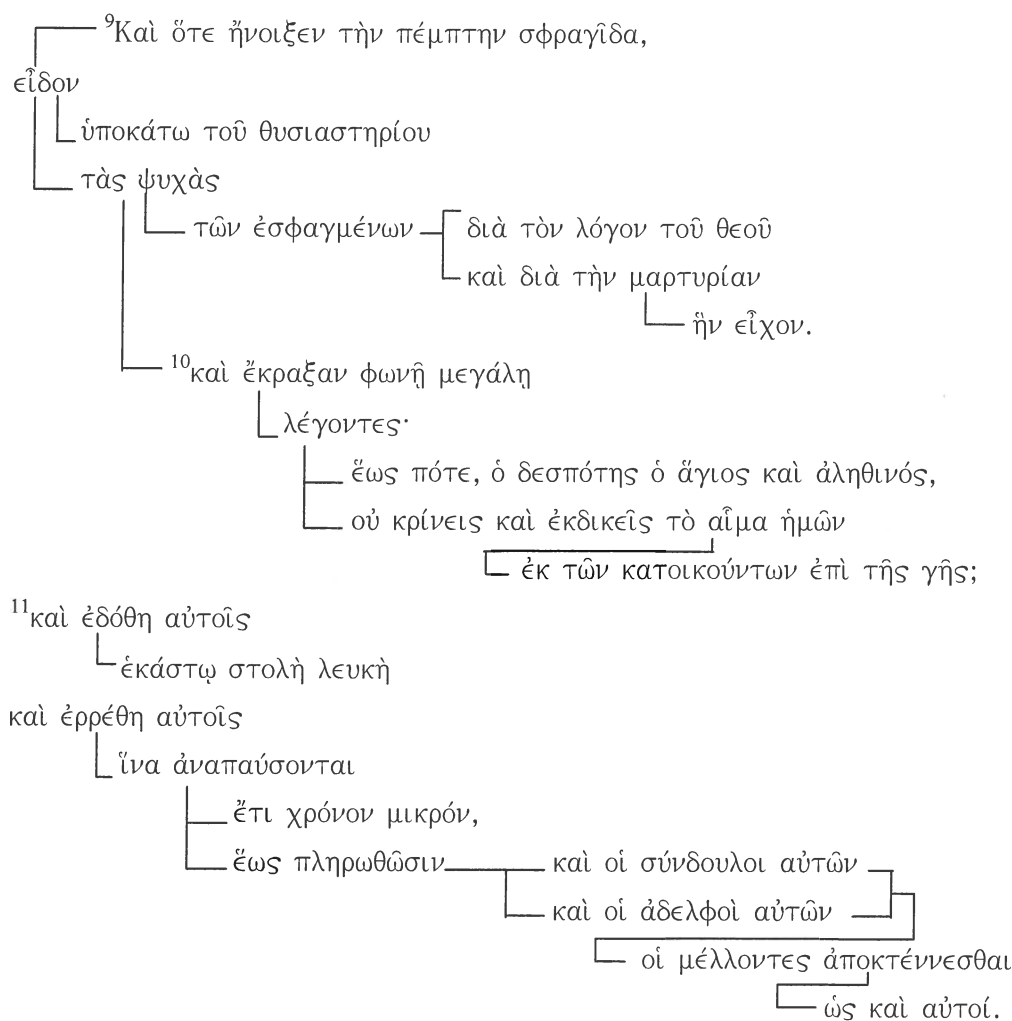 ⁹Καὶ ὅτε ἤνοιξεν τὴν πέμπτην σφραγῖδα,
εἶδον
ὑποκάτω τοῦ θυσιαστηρίου
τὰς ψυχὰς
τῶν ἐσφαγμένων
διὰ τὸν λόγον τοῦ θεοῦ
καὶ διὰ τὴν μαρτυρίαν
ἣν εἶχον.
¹⁰καὶ ἔκραξαν φωνῇ μεγάλῃ
λέγοντες·
ἕως πότε, ὁ δεσπότης ὁ ἅγιος καὶ ἀληθινός,
οὐ κρίνεις καὶ ἐκδικεῖς τὸ αἷμα ἡμῶν
ἐκ τῶν κατοικούντων ἐπὶ τῆς γῆς;
¹¹καὶ ἐδόθη αὐτοῖς
ἑκάστῳ στολὴ λευκὴ
καὶ ἐρρέθη αὐτοῖς
ἵνα ἀναπαύσονται
ἔτι χρόνον μικρόν,
ἕως πληρωθῶσιν
καὶ οἱ σύνδουλοι αὐτῶν
καὶ οἱ ἀδελφοὶ αὐτῶν
οἱ μέλλοντες ἀποκτέννεσθαι
ὡς καὶ αὐτοί.